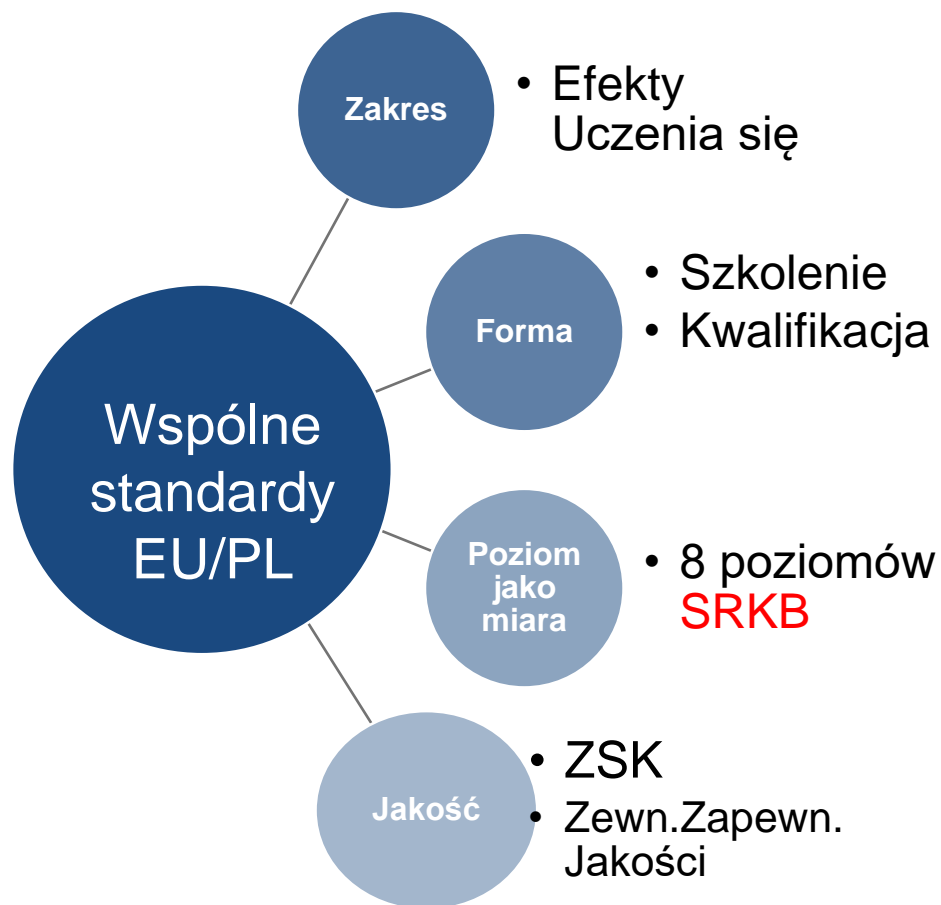 Zakres
• Efekty
Uczenia się
Forma
• Szkolenie
• Kwalifikacja
Wspólne
standardy
EU/PL
Poziom
jako
miara
• 8 poziomów
SRKB
Jakość
• ZSK
• Zewn.Zapewn.
Jakości